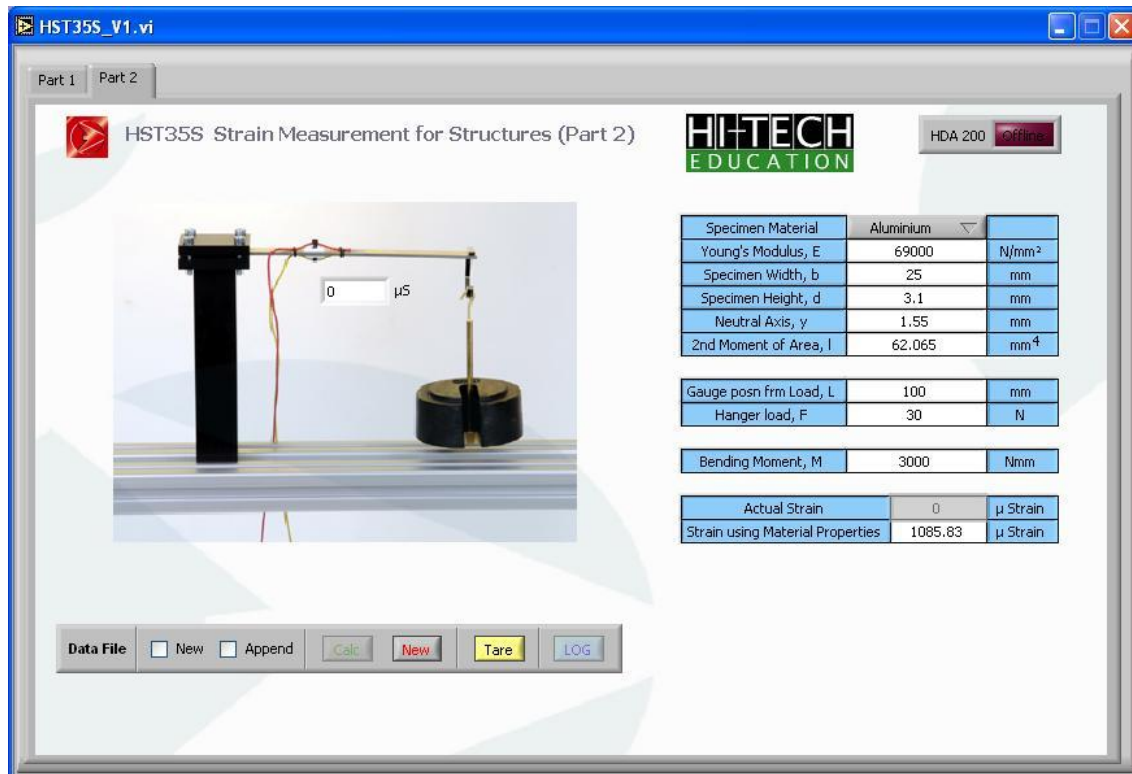 HST35S_V1.vi
Part 1 Part 2
HST35S Strain Measurement for Structures (Part 2)
HI-TECH
EDUCATION
HDA 200 Offline
Specimen Material Aluminium
Young's Modulus, E 69000 N/mm²
Specimen Width, b 25 mm
Specimen Height, d 3.1 mm
Neutral Axis, y 1.55 mm
2nd Moment of Area, I 62.065 mm⁴
0 µS
Gauge posn frm Load, L 100 mm
Hanger load, F 30 N
Bending Moment, M 3000 Nmm
Actual Strain 0 µ Strain
Strain using Material Properties 1085.83 µ Strain
Data File New Append Calc New Tare LOG